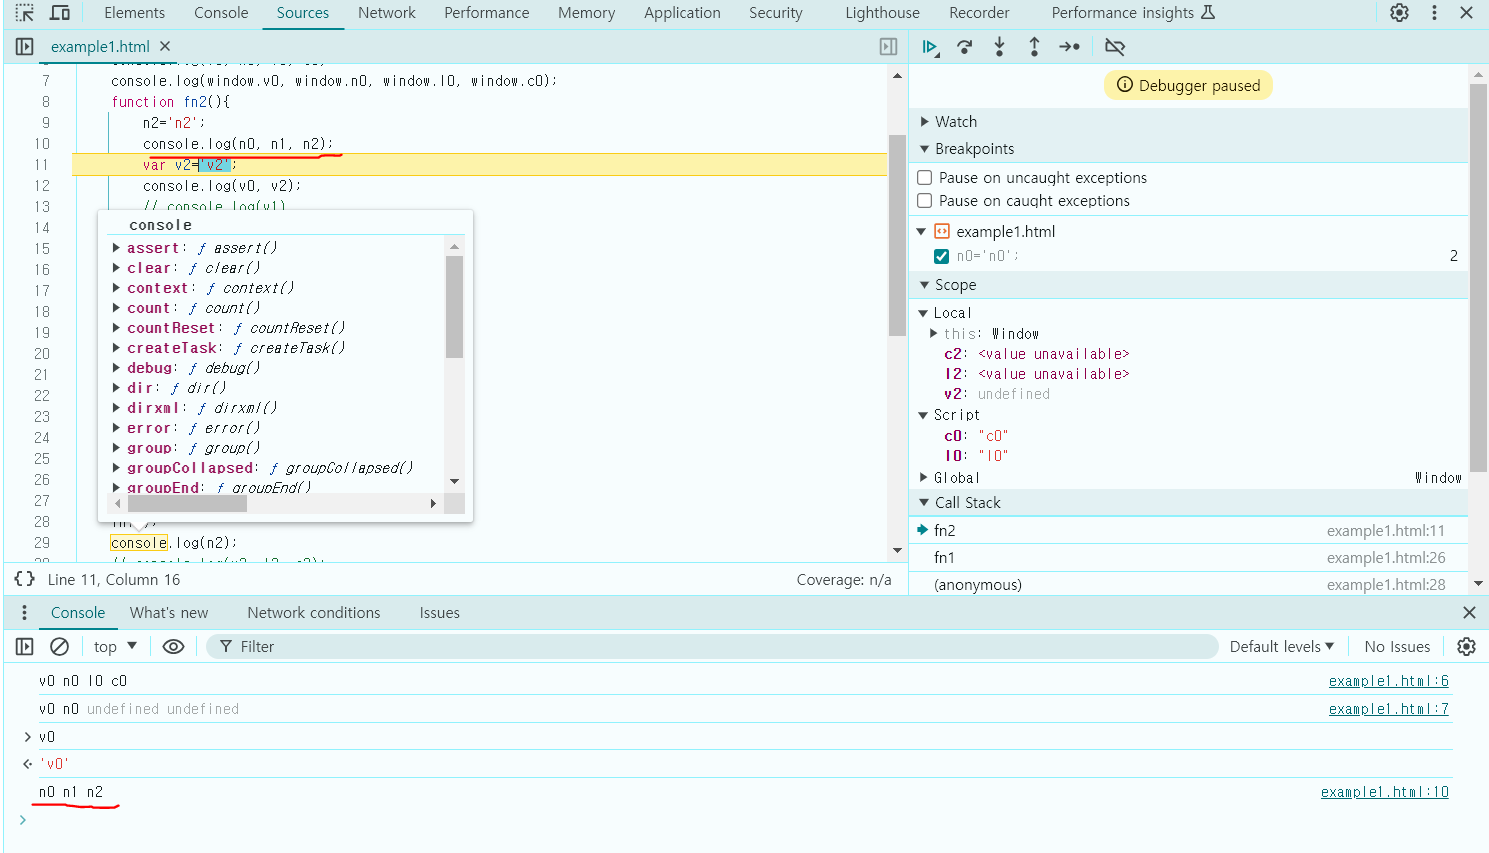 Elements Console Sources Network Performance Memory Application Security Lighthouse Recorder Performance insights
example1.html
7 console.log(window.v0, window.n0, window.l0, window.c0);
8 function fn2(){
9 n2='n2';
10 console.log(n0, n1, n2);
11 var v2='v2';
12 console.log(v0, v2);
13 // console.log(v1)
14
15
16
17
18
19
20
21
22
23
24
25
26
27
28
29 console.log(n2);
console
assert: ƒ assert()
clear: ƒ clear()
context: ƒ context()
count: ƒ count()
countReset: ƒ countReset()
createTask: ƒ createTask()
debug: ƒ debug()
dir: ƒ dir()
dirxml: ƒ dirxml()
error: ƒ error()
group: ƒ group()
groupCollapsed: ƒ groupCollapsed()
groupEnd: ƒ groupEnd()
{} Line 11, Column 16 Coverage: n/a
Debugger paused
Watch
Breakpoints
Pause on uncaught exceptions
Pause on caught exceptions
example1.html
n0='n0'; 2
Scope
Local
this: Window
c2: <value unavailable>
l2: <value unavailable>
v2: undefined
Script
c0: "c0"
l0: "l0"
Global Window
Call Stack
fn2 example1.html:11
fn1 example1.html:26
(anonymous) example1.html:28
Console What's new Network conditions Issues
top Filter Default levels No Issues
v0 n0 l0 c0 example1.html:6
v0 n0 undefined undefined example1.html:7
> v0
'v0'
n0 n1 n2 example1.html:10
>